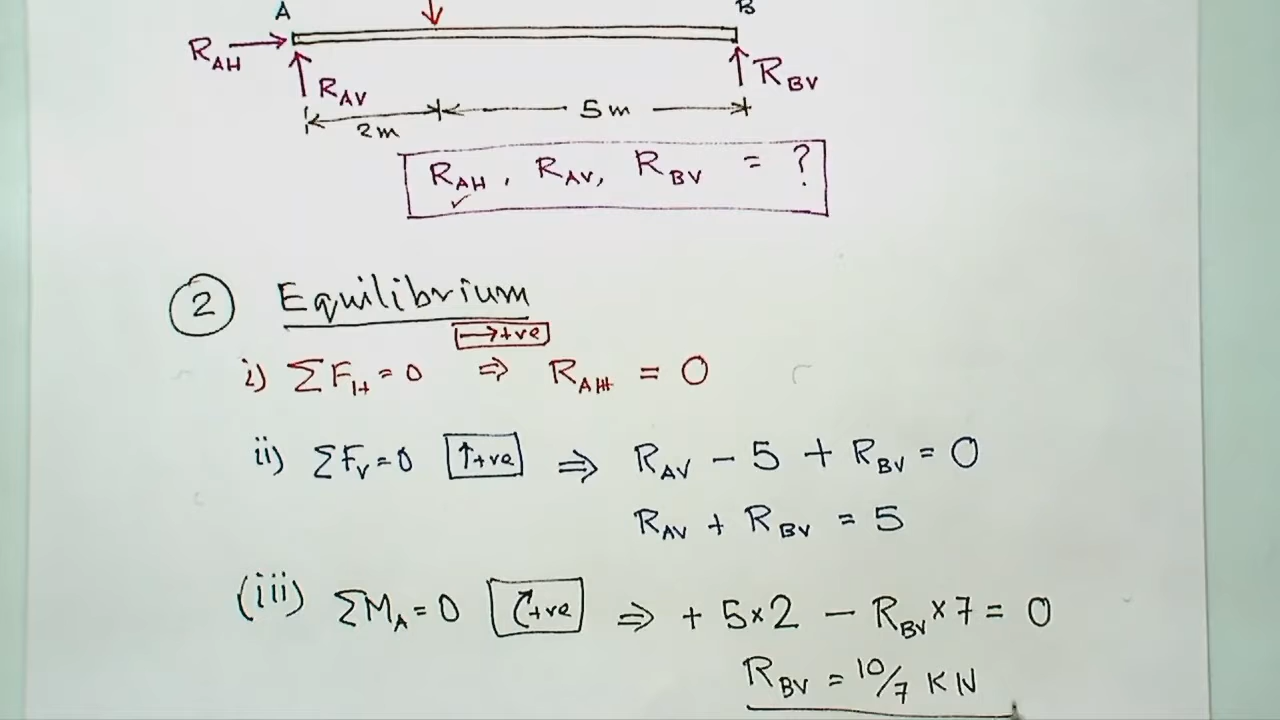 A B
R_AH R_AV R_BV
2m 5m
R_AH, R_AV, R_BV = ?
② Equilibrium
→+ve
i) ΣF_H = 0 ⇒ R_AH = 0
ii) ΣF_V = 0 ↑+ve ⇒ R_AV − 5 + R_BV = 0
R_AV + R_BV = 5
(iii) ΣM_A = 0 ↻+ve ⇒ + 5×2 − R_BV × 7 = 0
R_BV = 10/7 KN